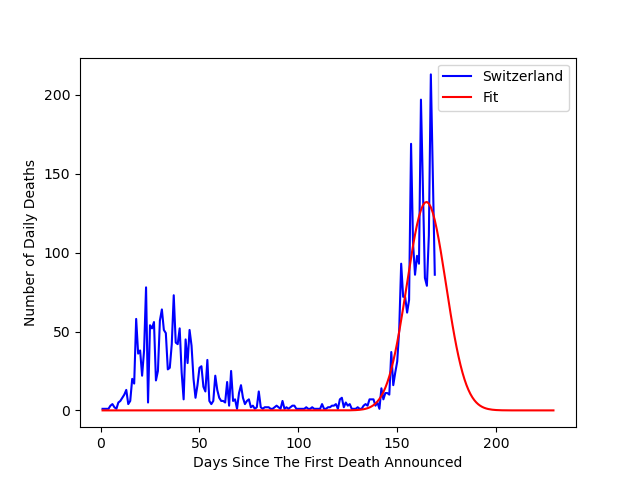 Switzerland
Fit
Number of Daily Deaths
200
150
100
50
0
0 50 100 150 200
Days Since The First Death Announced